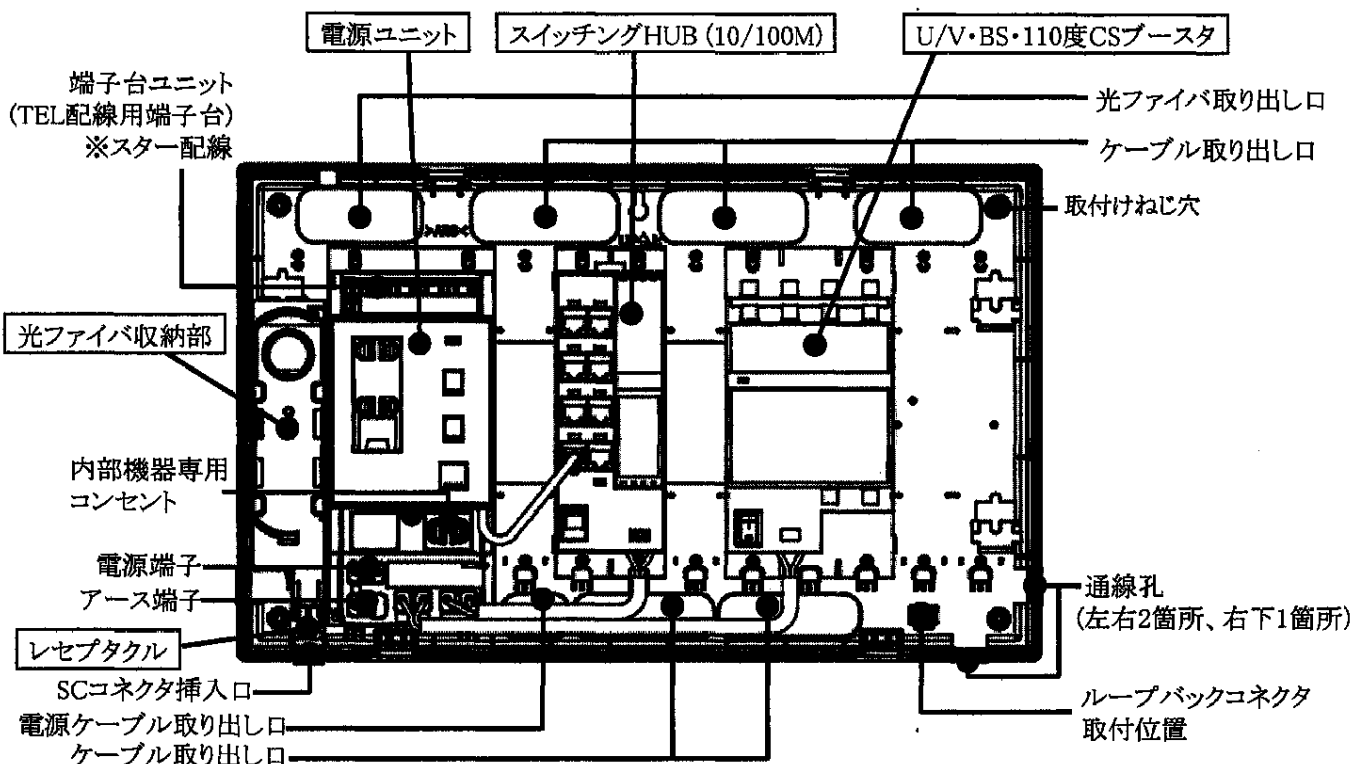 電源ユニット
スイッチングHUB (10/100M)
U/V・BS・110度CSブースタ
端子台ユニット
(TEL配線用端子台)
※スター配線
光ファイバ取り出し口
ケーブル取り出し口
取付けねじ穴
光ファイバ収納部
内部機器専用
コンセント
電源端子
アース端子
レセプタクル
SCコネクタ挿入口
電源ケーブル取り出し口
ケーブル取り出し口
通線孔
(左右2箇所、右下1箇所)
ループバックコネクタ
取付位置